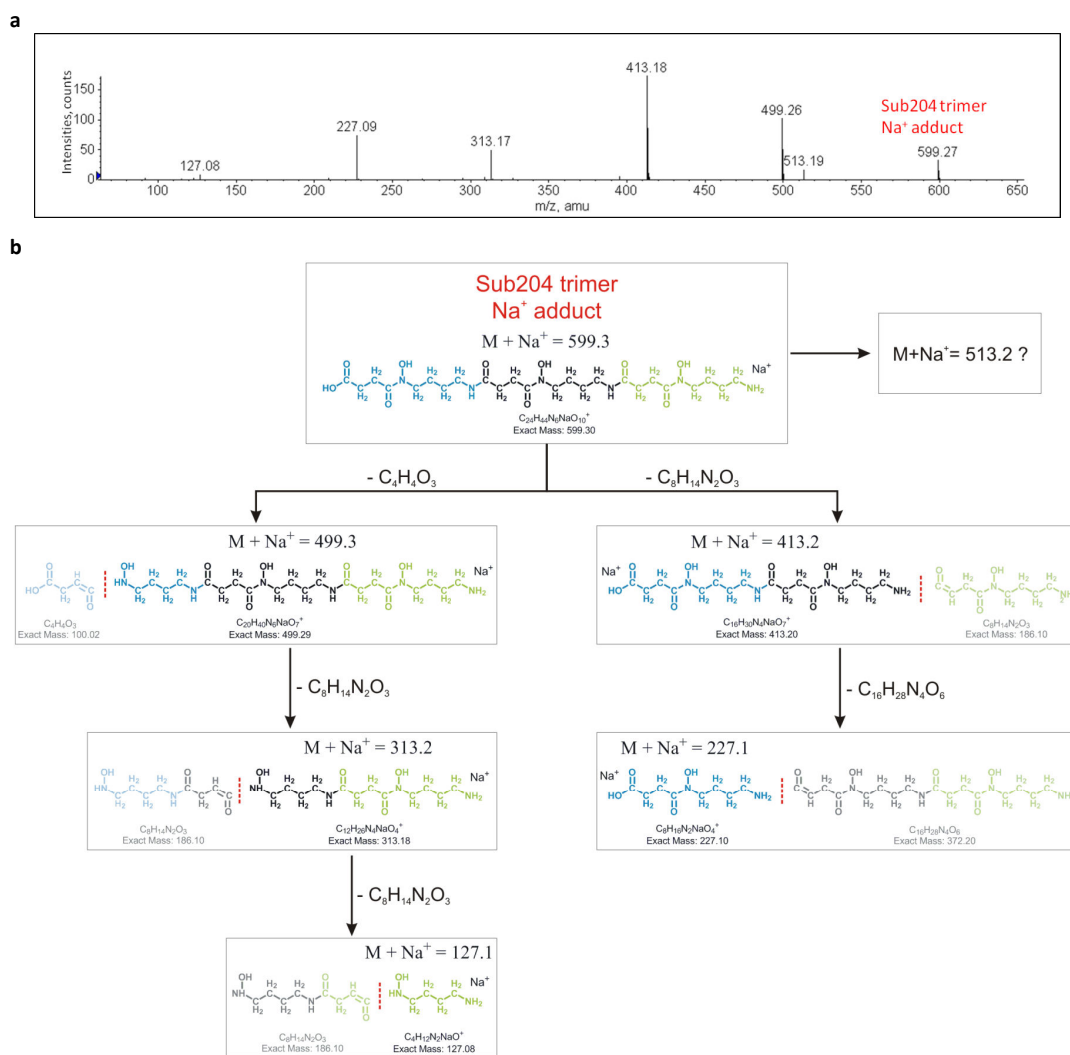 a
Intensities, counts
150
100
50
0
127.08
227.09
313.17
413.18
499.26
513.19
599.27
Sub204 trimer
Na⁺ adduct
100
150
200
250
300
350
400
450
500
550
600
650
m/z, amu
b
Sub204 trimer
Na⁺ adduct
M + Na⁺ = 599.3
C₂₄H₄₄N₆NaO₁₀⁺
Exact Mass: 599.30
M+Na⁺= 513.2 ?
- C₄H₄O₃
- C₈H₁₄N₂O₃
M + Na⁺ = 499.3
C₄H₄O₃
Exact Mass: 100.02
C₂₀H₄₀N₆NaO₇⁺
Exact Mass: 499.29
M + Na⁺ = 413.2
C₁₆H₃₀N₄NaO₇⁺
Exact Mass: 413.20
C₈H₁₄N₂O₃
Exact Mass: 186.10
- C₈H₁₄N₂O₃
- C₁₆H₂₈N₄O₆
M + Na⁺ = 313.2
C₈H₁₄N₂O₃
Exact Mass: 186.10
C₁₂H₂₆N₄NaO₄⁺
Exact Mass: 313.18
M + Na⁺ = 227.1
C₈H₁₆N₂NaO₄⁺
Exact Mass: 227.10
C₁₆H₂₈N₄O₆
Exact Mass: 372.20
- C₈H₁₄N₂O₃
M + Na⁺ = 127.1
C₈H₁₄N₂O₃
Exact Mass: 186.10
C₄H₁₂N₂NaO⁺
Exact Mass: 127.08